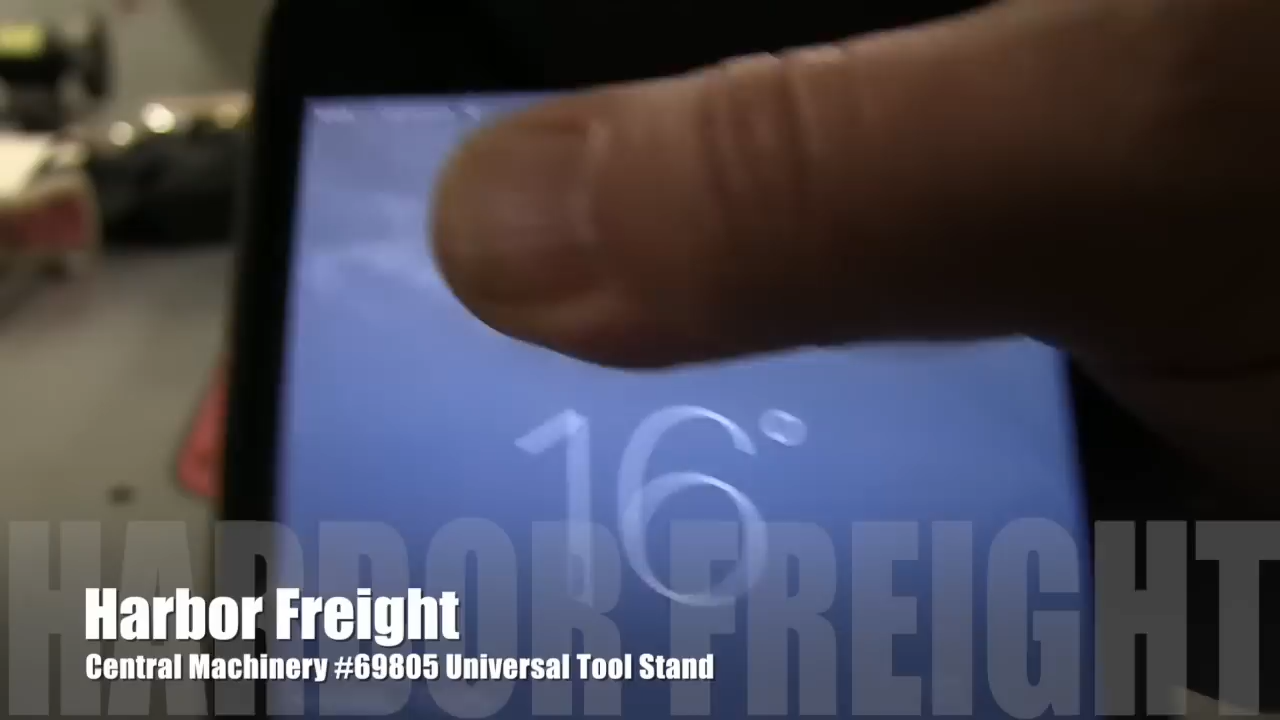 16°
HARBOR FREIGHT
Harbor Freight
Central Machinery #69805 Universal Tool Stand